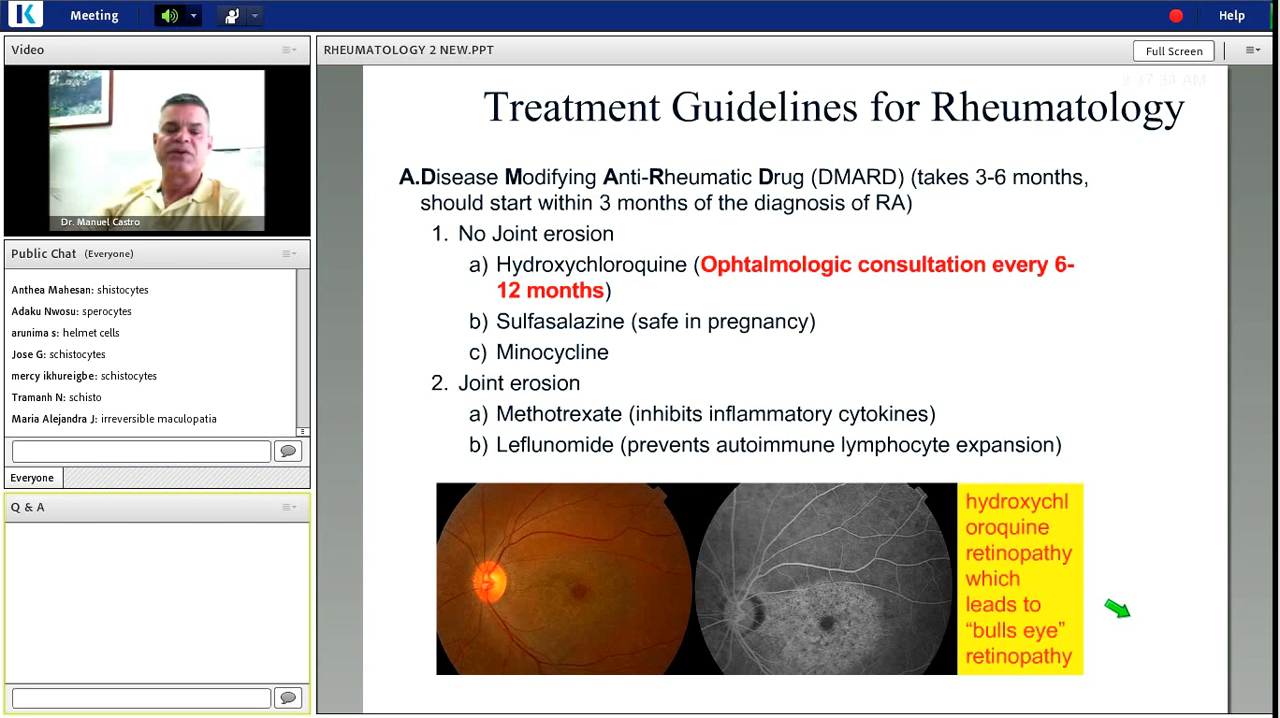 K
Meeting
Help
Video
Dr. Manuel Castro
Public Chat (Everyone)
Anthea Mahesan: shistocytes
Adaku Nwosu: sperocytes
arunima s: helmet cells
Jose G: schistocytes
mercy ikhureigbe: schistocytes
Tramanh N: schisto
Maria Alejandra J: irreversible maculopatia
Everyone
Q & A
RHEUMATOLOGY 2 NEW.PPT
Full Screen
Treatment Guidelines for Rheumatology
A.Disease Modifying Anti-Rheumatic Drug (DMARD) (takes 3-6 months,
should start within 3 months of the diagnosis of RA)
1. No Joint erosion
a) Hydroxychloroquine (Ophtalmologic consultation every 6-
12 months)
b) Sulfasalazine (safe in pregnancy)
c) Minocycline
2. Joint erosion
a) Methotrexate (inhibits inflammatory cytokines)
b) Leflunomide (prevents autoimmune lymphocyte expansion)
hydroxychl
oroquine
retinopathy
which
leads to
“bulls eye”
retinopathy